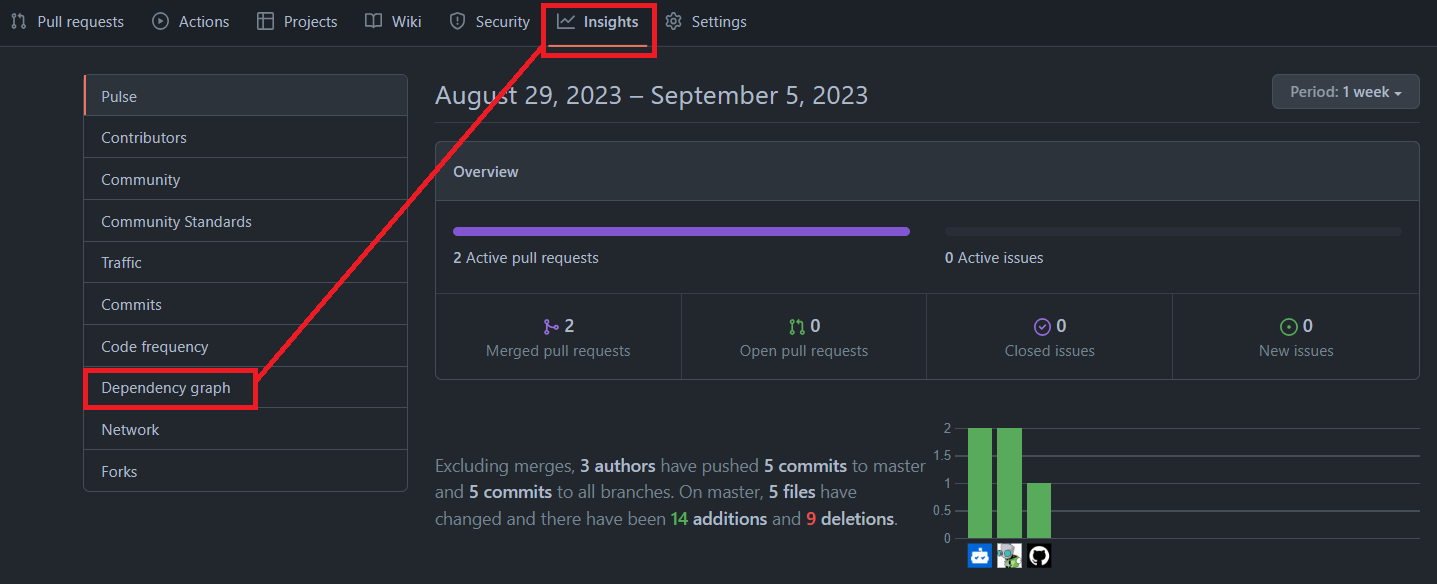 Pull requests Actions Projects Wiki Security Insights Settings
Pulse
Contributors
Community
Community Standards
Traffic
Commits
Code frequency
Dependency graph
Network
Forks
August 29, 2023 – September 5, 2023
Period: 1 week
Overview
2 Active pull requests
0 Active issues
2
Merged pull requests
0
Open pull requests
0
Closed issues
0
New issues
Excluding merges, 3 authors have pushed 5 commits to master
and 5 commits to all branches. On master, 5 files have
changed and there have been 14 additions and 9 deletions.
2
1.5
1
0.5
0